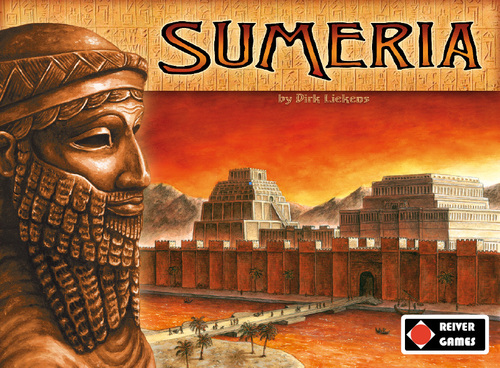 SUMERIA
by Dirk Liekens
REIVER
GAMES